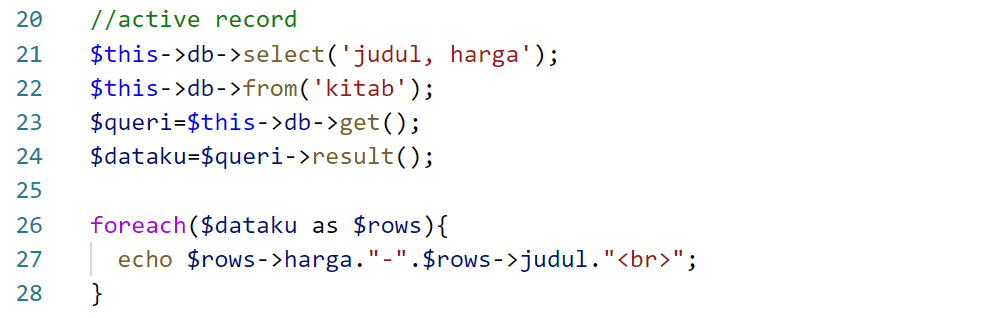 20 //active record
21 $this->db->select('judul, harga');
22 $this->db->from('kitab');
23 $queri=$this->db->get();
24 $dataku=$queri->result();
25
26 foreach($dataku as $rows){
27 echo $rows->harga."-".$rows->judul."<br>";
28 }